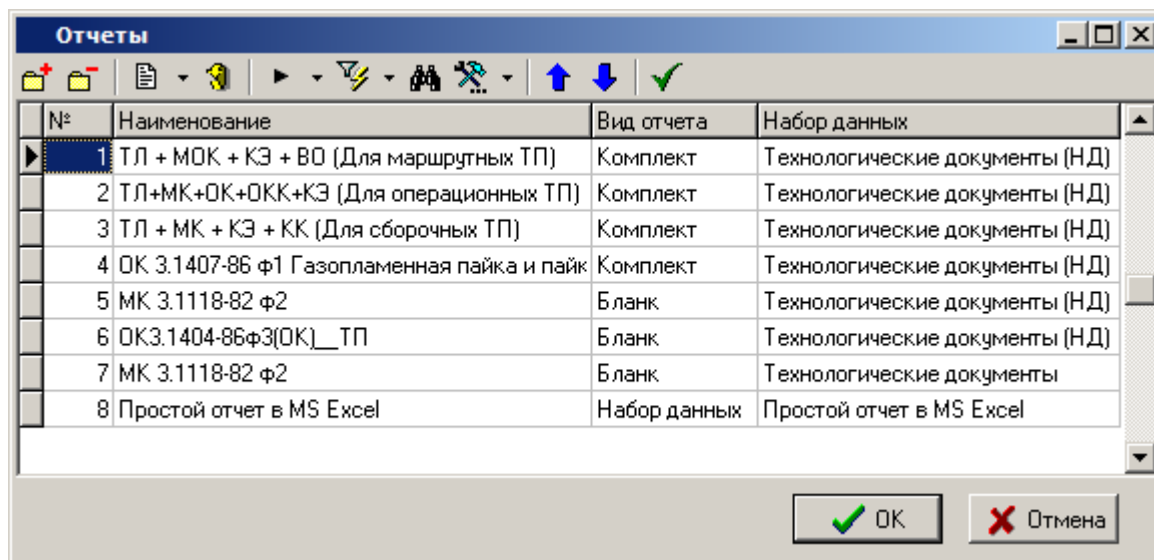 Отчеты
№ Наименование Вид отчета Набор данных
1 ТЛ + МОК + КЭ + ВО (Для маршрутных ТП) Комплект Технологические документы (НД)
2 ТЛ+МК+ОК+ОКК+КЭ (Для операционных ТП) Комплект Технологические документы (НД)
3 ТЛ + МК + КЭ + КК (Для сборочных ТП) Комплект Технологические документы (НД)
4 ОК 3.1407-86 ф1 Газопламенная пайка и пайк Комплект Технологические документы (НД)
5 МК 3.1118-82 ф2 Бланк Технологические документы (НД)
6 ОК3.1404-86ф3(ОК)__ТП Бланк Технологические документы (НД)
7 МК 3.1118-82 ф2 Бланк Технологические документы
8 Простой отчет в MS Excel Набор данных Простой отчет в MS Excel
OK Отмена